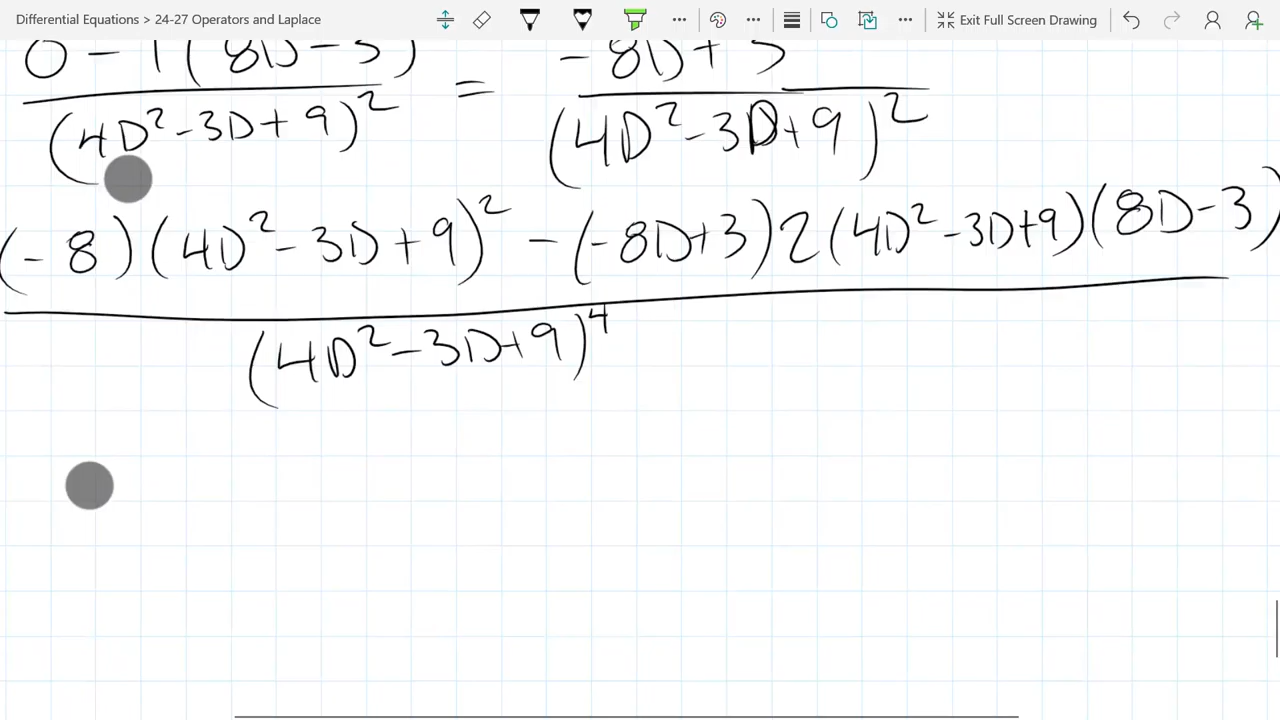 Differential Equations > 24-27 Operators and Laplace
Exit Full Screen Drawing
0 - 1(8D-3) / (4D²-3D+9)² = -8D+3 / (4D²-3D+9)²
(-8)(4D²-3D+9)² - (-8D+3)2(4D²-3D+9)(8D-3)
(4D²-3D+9)⁴